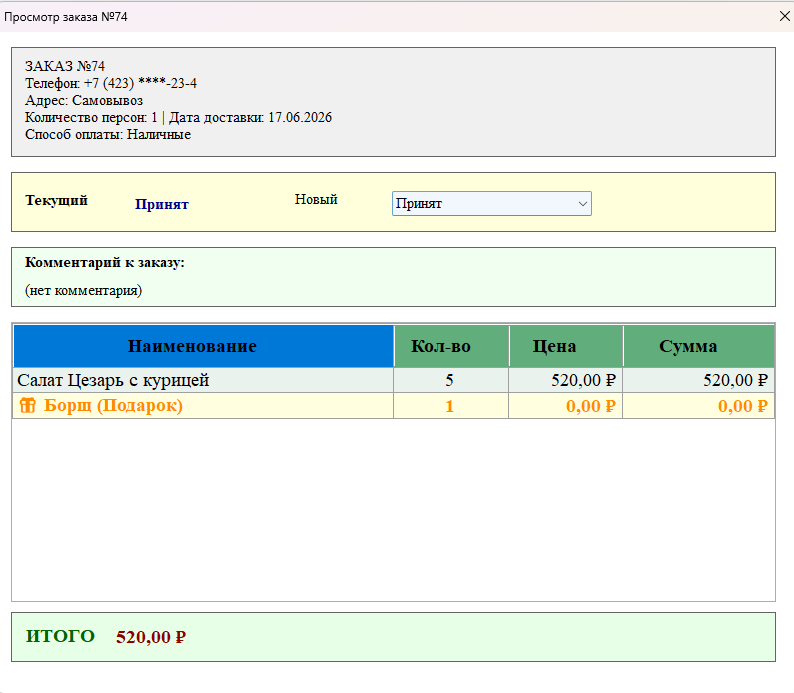 Просмотр заказа №74
ЗАКАЗ №74
Телефон: +7 (423) ****-23-4
Адрес: Самовывоз
Количество персон: 1 | Дата доставки: 17.06.2026
Способ оплаты: Наличные
Текущий Принят Новый Принят
Комментарий к заказу:
(нет комментария)
Наименование Кол-во Цена Сумма
Салат Цезарь с курицей 5 520,00 ₽ 520,00 ₽
Борщ (Подарок) 1 0,00 ₽ 0,00 ₽
ИТОГО 520,00 ₽